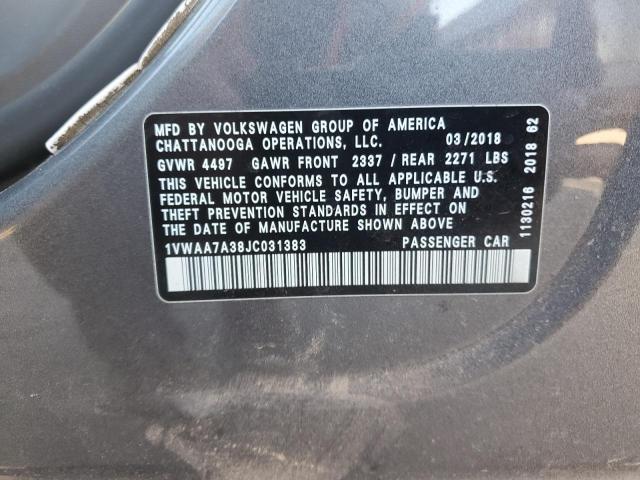 MFD BY VOLKSWAGEN GROUP OF AMERICA
CHATTANOOGA OPERATIONS, LLC. 03/2018
GVWR 4497 GAWR FRONT 2337 / REAR 2271 LBS
THIS VEHICLE CONFORMS TO ALL APPLICABLE U.S.
FEDERAL MOTOR VEHICLE SAFETY, BUMPER AND
THEFT PREVENTION STANDARDS IN EFFECT ON
THE DATE OF MANUFACTURE SHOWN ABOVE
1VWAA7A38JC031383 PASSENGER CAR
1130216 2018 62